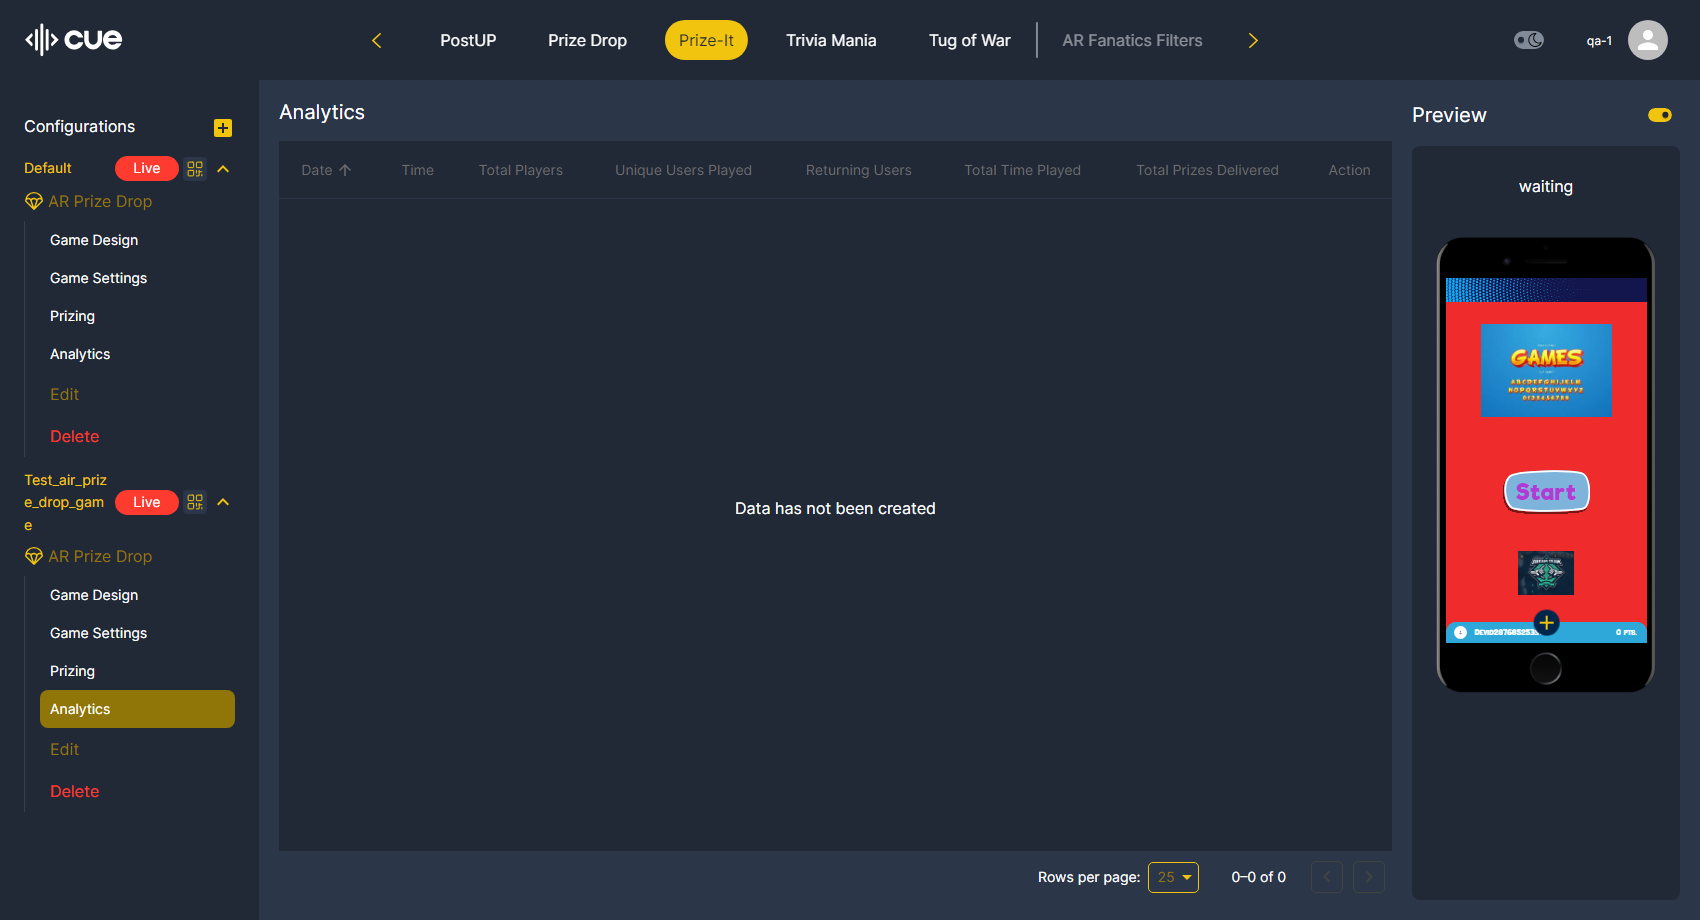 cue
PostUP
Prize Drop
Prize-It
Trivia Mania
Tug of War
AR Fanatics Filters
qa-1
Configurations
Default
Live
AR Prize Drop
Game Design
Game Settings
Prizing
Analytics
Edit
Delete
Test_air_priz
e_drop_gam
e
Live
AR Prize Drop
Game Design
Game Settings
Prizing
Analytics
Edit
Delete
Analytics
Date
Time
Total Players
Unique Users Played
Returning Users
Total Time Played
Total Prizes Delivered
Action
Data has not been created
Rows per page:
25
0–0 of 0
Preview
waiting
GAMES
ABCDEFGHIJKLM
NOPQRSTUVWXYZ
Start
0 PTS.